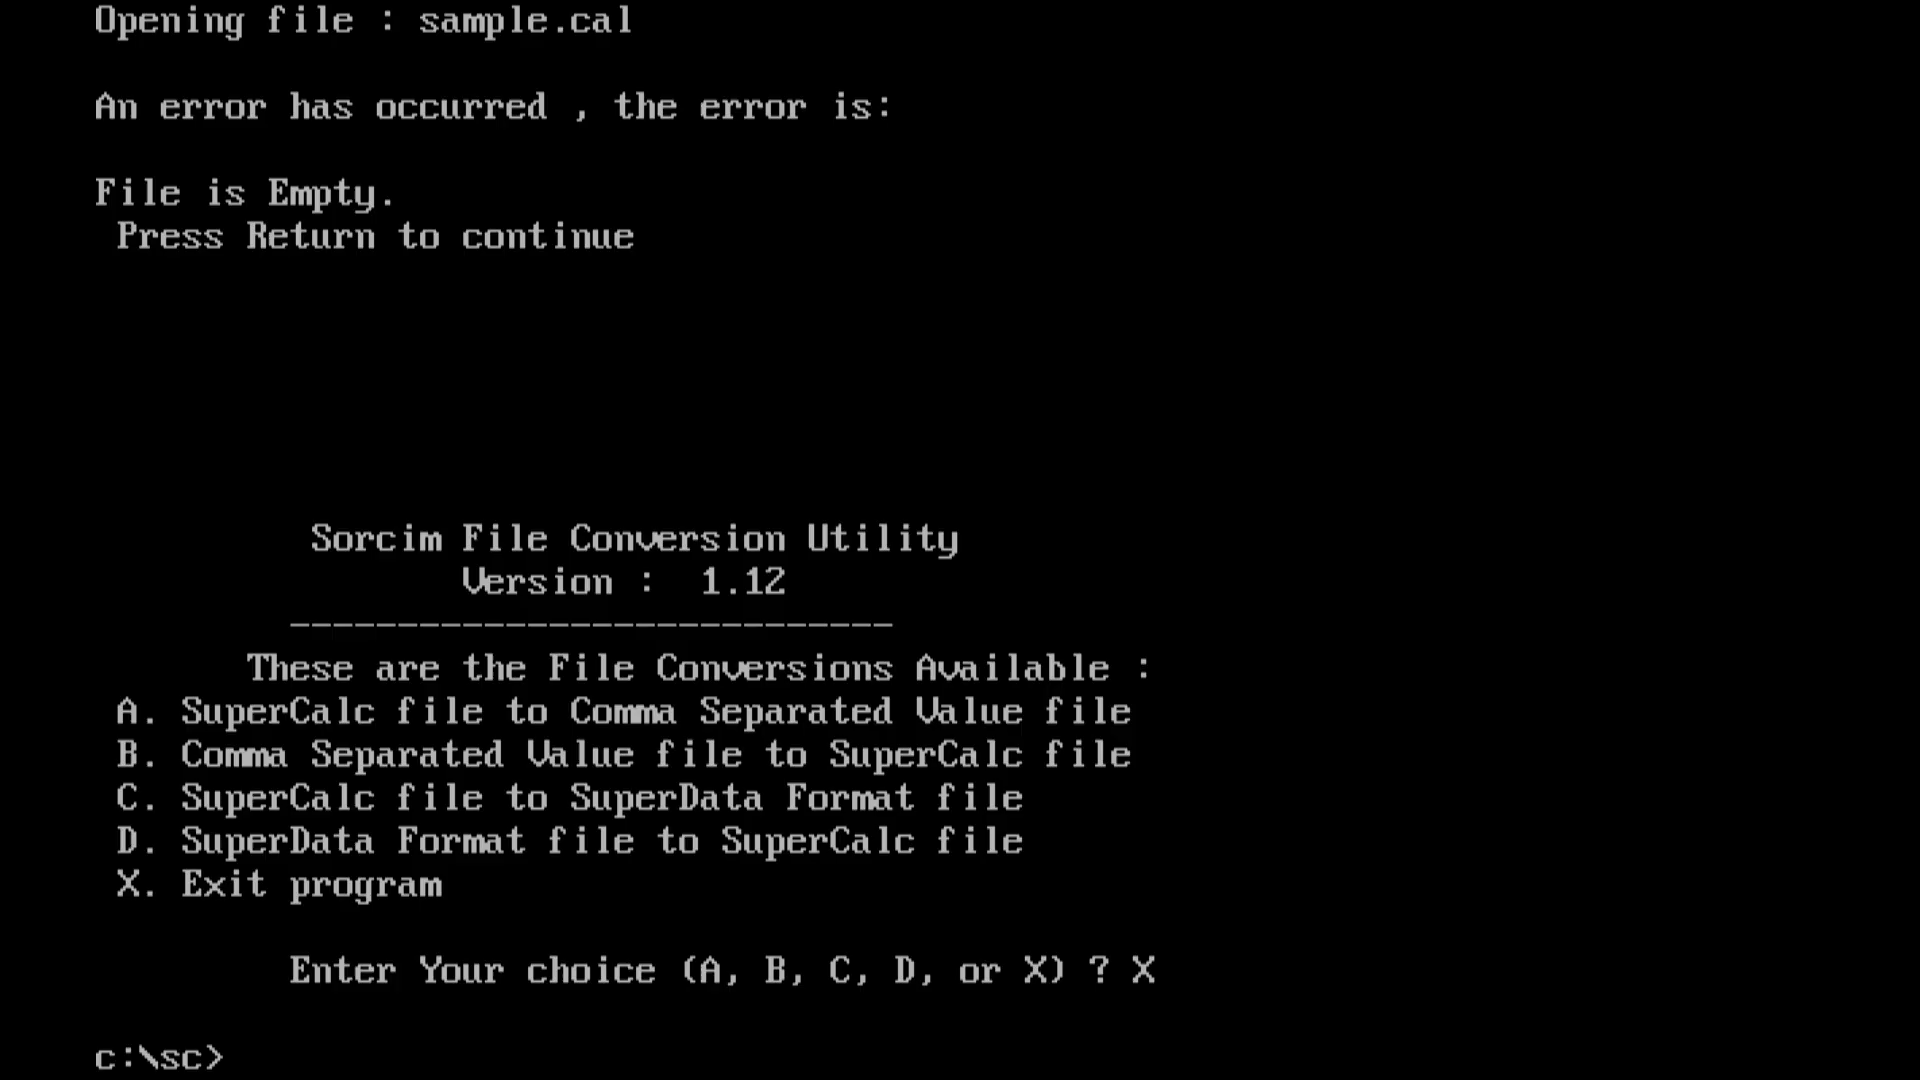 Opening file : sample.cal
An error has occurred , the error is:
File is Empty.
Press Return to continue
Sorcim File Conversion Utility
Version :  1.12
----------------------------
These are the File Conversions Available :
A. SuperCalc file to Comma Separated Value file
B. Comma Separated Value file to SuperCalc file
C. SuperCalc file to SuperData Format file
D. SuperData Format file to SuperCalc file
X. Exit program
Enter Your choice (A, B, C, D, or X) ? X
c:\sc>